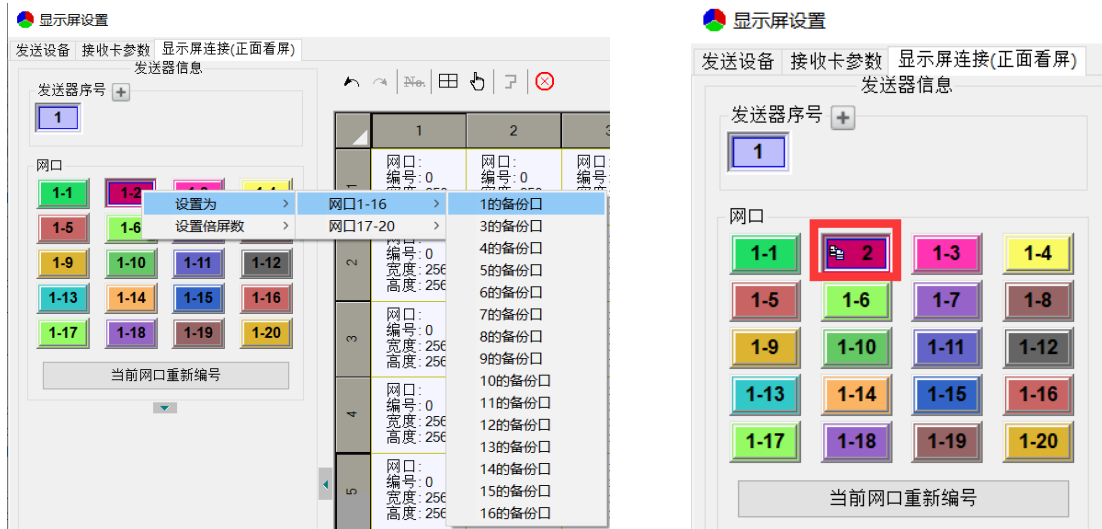 显示屏设置
发送设备 接收卡参数 显示屏连接(正面看屏)
发送器信息
发送器序号 +
1
网口
1-1 1-2
1-5 1-6
1-9 1-10 1-11 1-12
1-13 1-14 1-15 1-16
1-17 1-18 1-19 1-20
当前网口重新编号
设置为
设置倍屏数
网口1-16
网口17-20
1的备份口
3的备份口
4的备份口
5的备份口
6的备份口
7的备份口
8的备份口
9的备份口
10的备份口
11的备份口
12的备份口
13的备份口
14的备份口
15的备份口
16的备份口
No.
1 2
1
网口: 网口: 网口
编号:0 编号:0 编号
2
编号:0
宽度:256
高度:256
3
网口:
编号:0
宽度:256
高度:256
4
网口:
编号:0
宽度:256
高度:256
5
网口:
编号:0
宽度:256
高度:256
显示屏设置
发送设备 接收卡参数 显示屏连接(正面看屏)
发送器信息
发送器序号 +
1
网口
1-1 2 1-3 1-4
1-5 1-6 1-7 1-8
1-9 1-10 1-11 1-12
1-13 1-14 1-15 1-16
1-17 1-18 1-19 1-20
当前网口重新编号